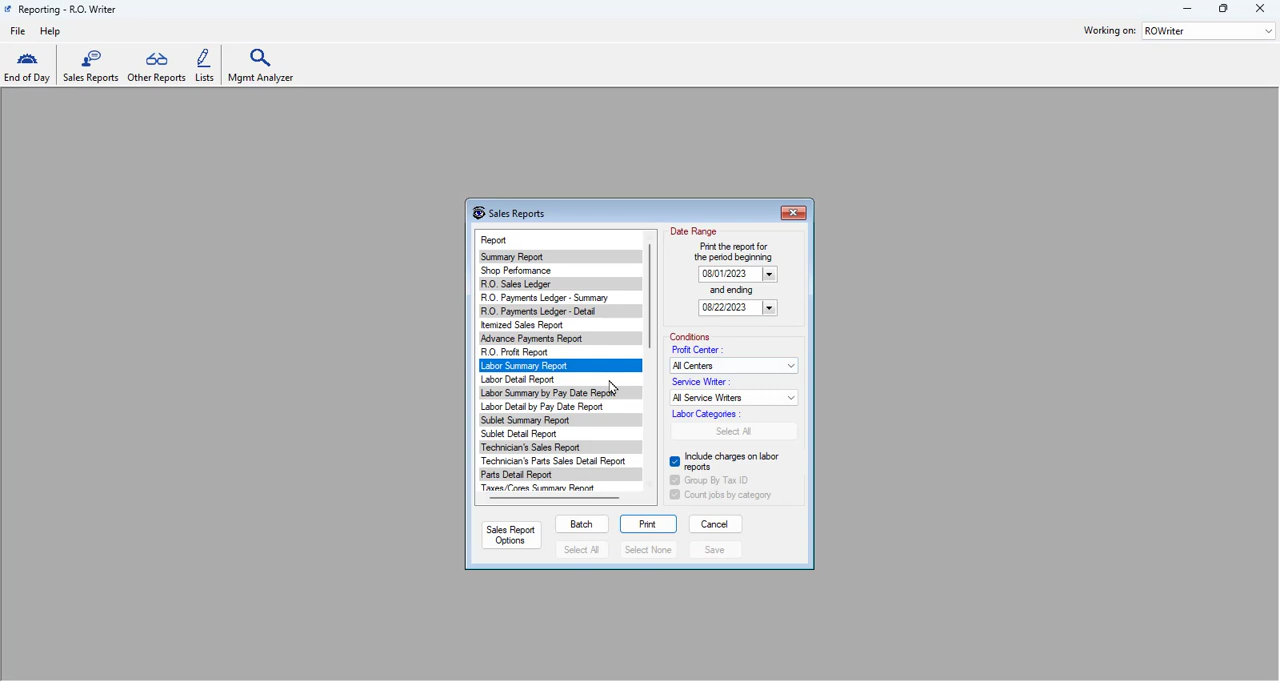 Reporting - R.O. Writer
File Help
Working on: ROWriter
End of Day Sales Reports Other Reports Lists Mgmt Analyzer
Sales Reports
Report
Summary Report
Shop Performance
R.O. Sales Ledger
R.O. Payments Ledger - Summary
R.O. Payments Ledger - Detail
Itemized Sales Report
Advance Payments Report
R.O. Profit Report
Labor Summary Report
Labor Detail Report
Labor Summary by Pay Date Report
Labor Detail by Pay Date Report
Sublet Summary Report
Sublet Detail Report
Technician's Sales Report
Technician's Parts Sales Detail Report
Parts Detail Report
Taxes/Cores Summary Report
Date Range
Print the report for
the period beginning
08/01/2023
and ending
08/22/2023
Conditions
Profit Center :
All Centers
Service Writer :
All Service Writers
Labor Categories :
Select All
Include charges on labor
reports
Group By Tax ID
Count jobs by category
Sales Report
Options
Batch Print Cancel
Select All Select None Save